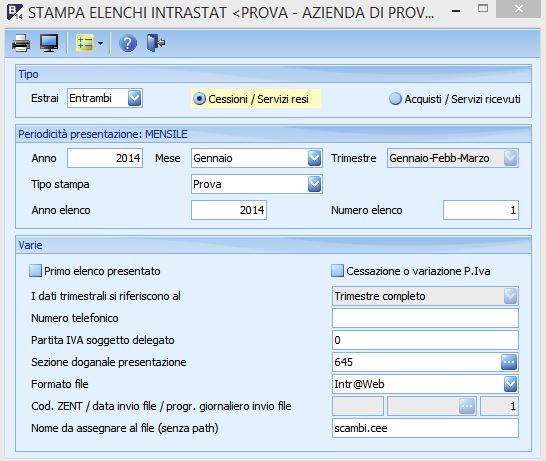 B 14 STAMPA ELENCHI INTRASTAT <PROVA - AZIENDA DI PROV...
Tipo
Estrai Entrambi Cessioni / Servizi resi Acquisti / Servizi ricevuti
Periodicità presentazione: MENSILE
Anno 2014 Mese Gennaio Trimestre Gennaio-Febb-Marzo
Tipo stampa Prova
Anno elenco 2014 Numero elenco 1
Varie
Primo elenco presentato Cessazione o variazione P.Iva
I dati trimestrali si riferiscono al Trimestre completo
Numero telefonico
Partita IVA soggetto delegato 0
Sezione doganale presentazione 645 ...
Formato file Intr@Web
Cod. ZENT / data invio file / progr. giornaliero invio file ... 1
Nome da assegnare al file (senza path) scambi.cee